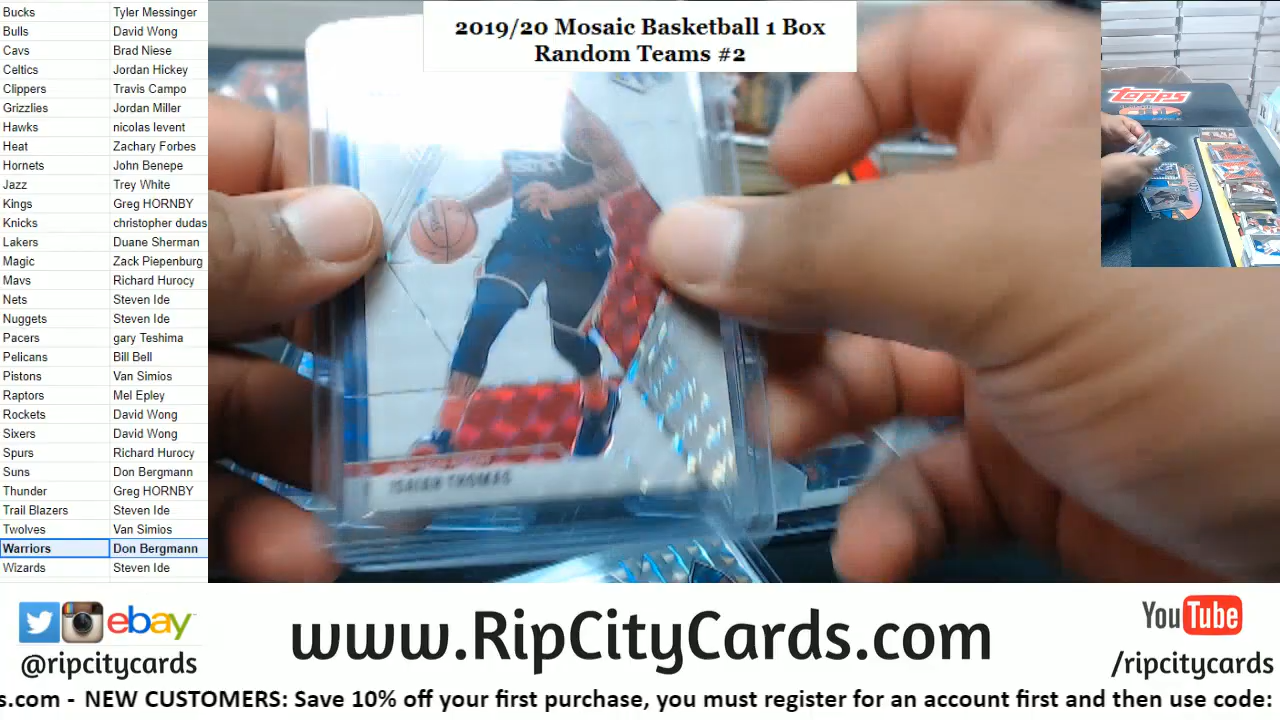 Bucks Tyler Messinger
Bulls David Wong
Cavs Brad Niese
Celtics Jordan Hickey
Clippers Travis Campo
Grizzlies Jordan Miller
Hawks nicolas levent
Heat Zachary Forbes
Hornets John Benepe
Jazz Trey White
Kings Greg HORNBY
Knicks christopher dudas
Lakers Duane Sherman
Magic Zack Piepenburg
Mavs Richard Hurocy
Nets Steven Ide
Nuggets Steven Ide
Pacers gary Teshima
Pelicans Bill Bell
Pistons Van Simios
Raptors Mel Epley
Rockets David Wong
Sixers David Wong
Spurs Richard Hurocy
Suns Don Bergmann
Thunder Greg HORNBY
Trail Blazers Steven Ide
Twolves Van Simios
Warriors Don Bergmann
Wizards Steven Ide
2019/20 Mosaic Basketball 1 Box
Random Teams #2
topps
ISAIAH THOMAS
ebay
@ripcitycards
www.RipCityCards.com
YouTube
/ripcitycards
s.com - NEW CUSTOMERS: Save 10% off your first purchase, you must register for an account first and then use code: